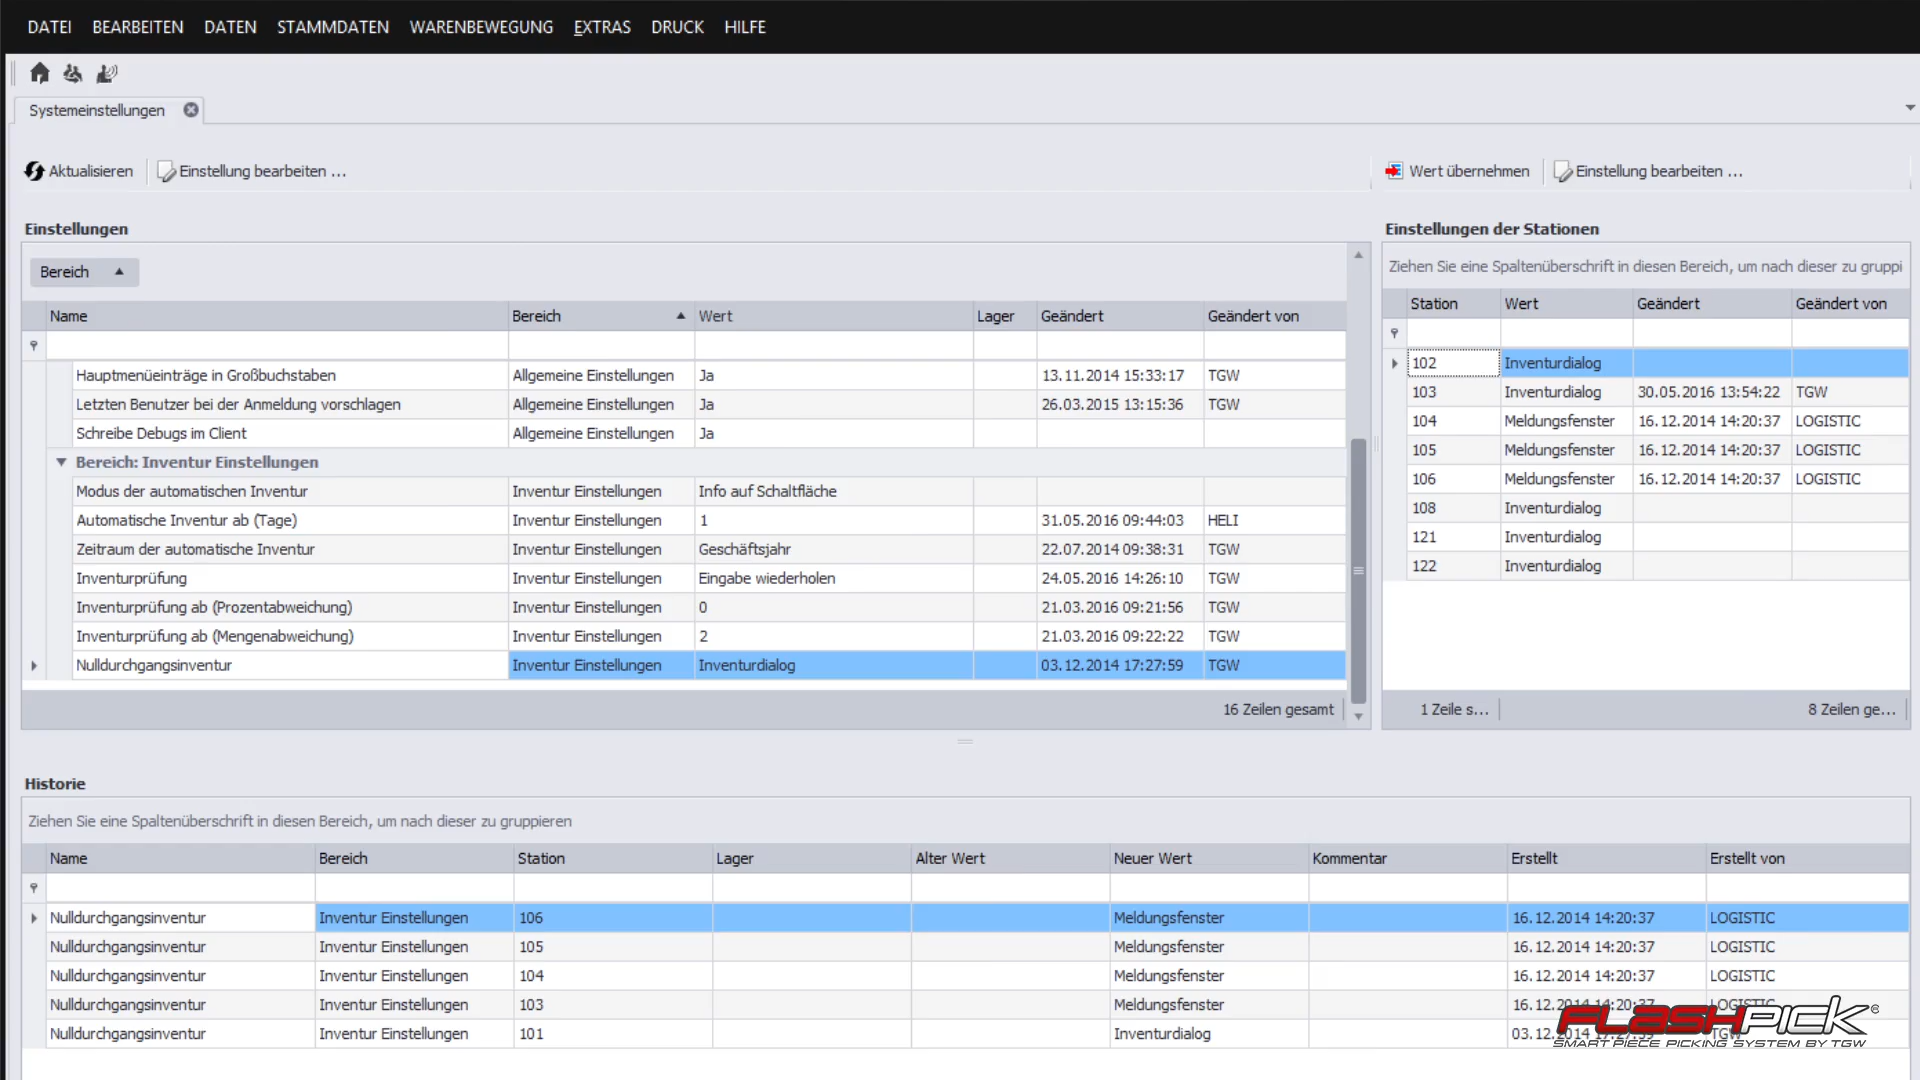 DATEI BEARBEITEN DATEN STAMMDATEN WARENBEWEGUNG EXTRAS DRUCK HILFE
Systemeinstellungen
Aktualisieren Einstellung bearbeiten ... Wert übernehmen Einstellung bearbeiten ...
Einstellungen
Bereich
Name Bereich Wert Lager Geändert Geändert von
Hauptmenüeinträge in Großbuchstaben Allgemeine Einstellungen Ja 13.11.2014 15:33:17 TGW
Letzten Benutzer bei der Anmeldung vorschlagen Allgemeine Einstellungen Ja 26.03.2015 13:15:36 TGW
Schreibe Debugs im Client Allgemeine Einstellungen Ja
Bereich: Inventur Einstellungen
Modus der automatischen Inventur Inventur Einstellungen Info auf Schaltfläche
Automatische Inventur ab (Tage) Inventur Einstellungen 1 31.05.2016 09:44:03 HELI
Zeitraum der automatische Inventur Inventur Einstellungen Geschäftsjahr 22.07.2014 09:38:31 TGW
Inventurprüfung Inventur Einstellungen Eingabe wiederholen 24.05.2016 14:26:10 TGW
Inventurprüfung ab (Prozentabweichung) Inventur Einstellungen 0 21.03.2016 09:21:56 TGW
Inventurprüfung ab (Mengenabweichung) Inventur Einstellungen 2 21.03.2016 09:22:22 TGW
Nulldurchgangsinventur Inventur Einstellungen Inventurdialog 03.12.2014 17:27:59 TGW
16 Zeilen gesamt
Einstellungen der Stationen
Ziehen Sie eine Spaltenüberschrift in diesen Bereich, um nach dieser zu gruppi
Station Wert Geändert Geändert von
102 Inventurdialog
103 Inventurdialog 30.05.2016 13:54:22 TGW
104 Meldungsfenster 16.12.2014 14:20:37 LOGISTIC
105 Meldungsfenster 16.12.2014 14:20:37 LOGISTIC
106 Meldungsfenster 16.12.2014 14:20:37 LOGISTIC
108 Inventurdialog
121 Inventurdialog
122 Inventurdialog
1 Zeile s... 8 Zeilen ge...
Historie
Ziehen Sie eine Spaltenüberschrift in diesen Bereich, um nach dieser zu gruppieren
Name Bereich Station Lager Alter Wert Neuer Wert Kommentar Erstellt Erstellt von
Nulldurchgangsinventur Inventur Einstellungen 106 Meldungsfenster 16.12.2014 14:20:37 LOGISTIC
Nulldurchgangsinventur Inventur Einstellungen 105 Meldungsfenster 16.12.2014 14:20:37 LOGISTIC
Nulldurchgangsinventur Inventur Einstellungen 104 Meldungsfenster 16.12.2014 14:20:37 LOGISTIC
Nulldurchgangsinventur Inventur Einstellungen 103 Meldungsfenster 16.12.2014 14:20:37 LOGISTIC
Nulldurchgangsinventur Inventur Einstellungen 101 Inventurdialog 03.12.2014 17:27:59 TGW
FLASHPICK®
SMART PIECE PICKING SYSTEM BY TGW